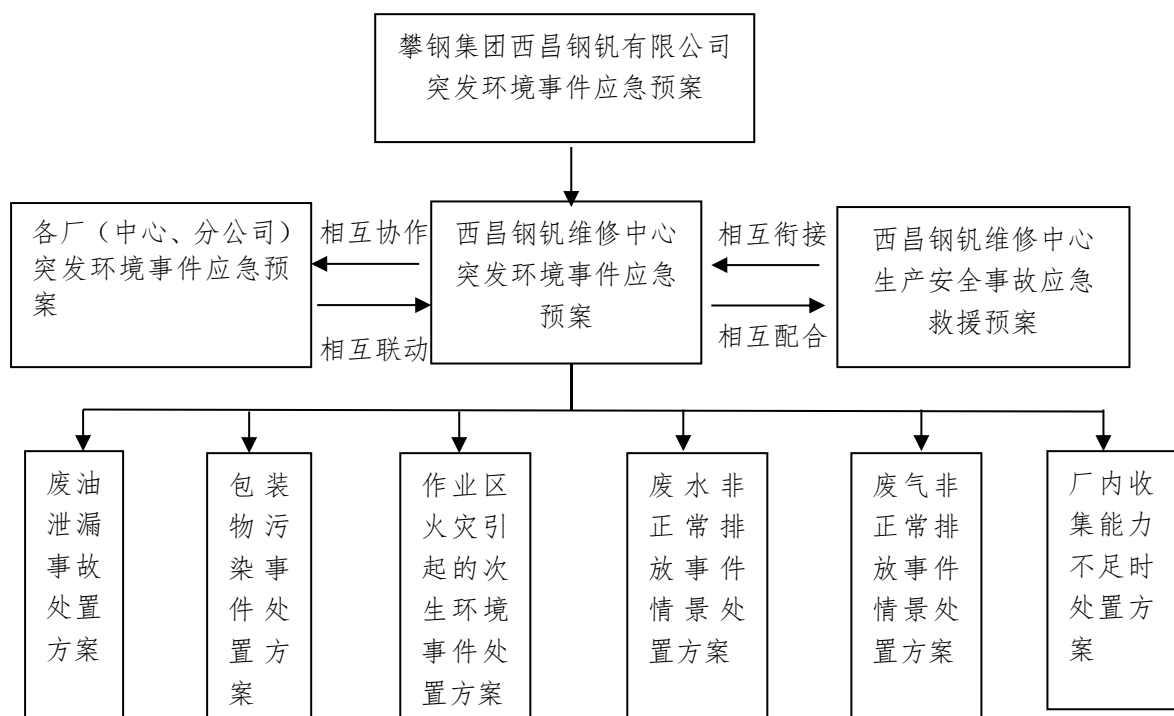 攀钢集团西昌钢钒有限公司
突发环境事件应急预案
各厂（中心、分公司）
突发环境事件应急预
案
相互协作
相互联动
西昌钢钒维修中心
突发环境事件应急
预案
相互衔接
相互配合
西昌钢钒维修中心
生产安全事故应急
救援预案
废油
泄漏
事故
处置
方案
包装
物污
染事
件处
置方
案
作业区
火灾引
起的次
生环境
事件处
置方案
废水非
正常排
放事件
情景处
置方案
废气非
正常排
放事件
情景处
置方案
厂内收
集能力
不足时
处置方
案